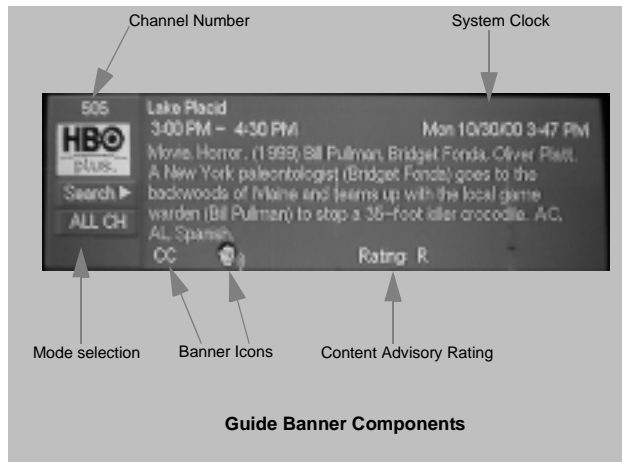 Channel Number
System Clock
505
Lake Placid
3:00 PM – 4:30 PM
Mon 10/30/00 3:47 PM
HBO
plus.
Movie, Horror. (1999) Bill Pullman, Bridget Fonda, Oliver Platt.
A New York paleontologist (Bridget Fonda) goes to the
Search ▶
backwoods of Maine and teams up with the local game
ALL CH
warden (Bill Pullman) to stop a 35-foot killer crocodile. AC,
AL, Spanish.
CC
Rating: R
Mode selection
Banner Icons
Content Advisory Rating
Guide Banner Components